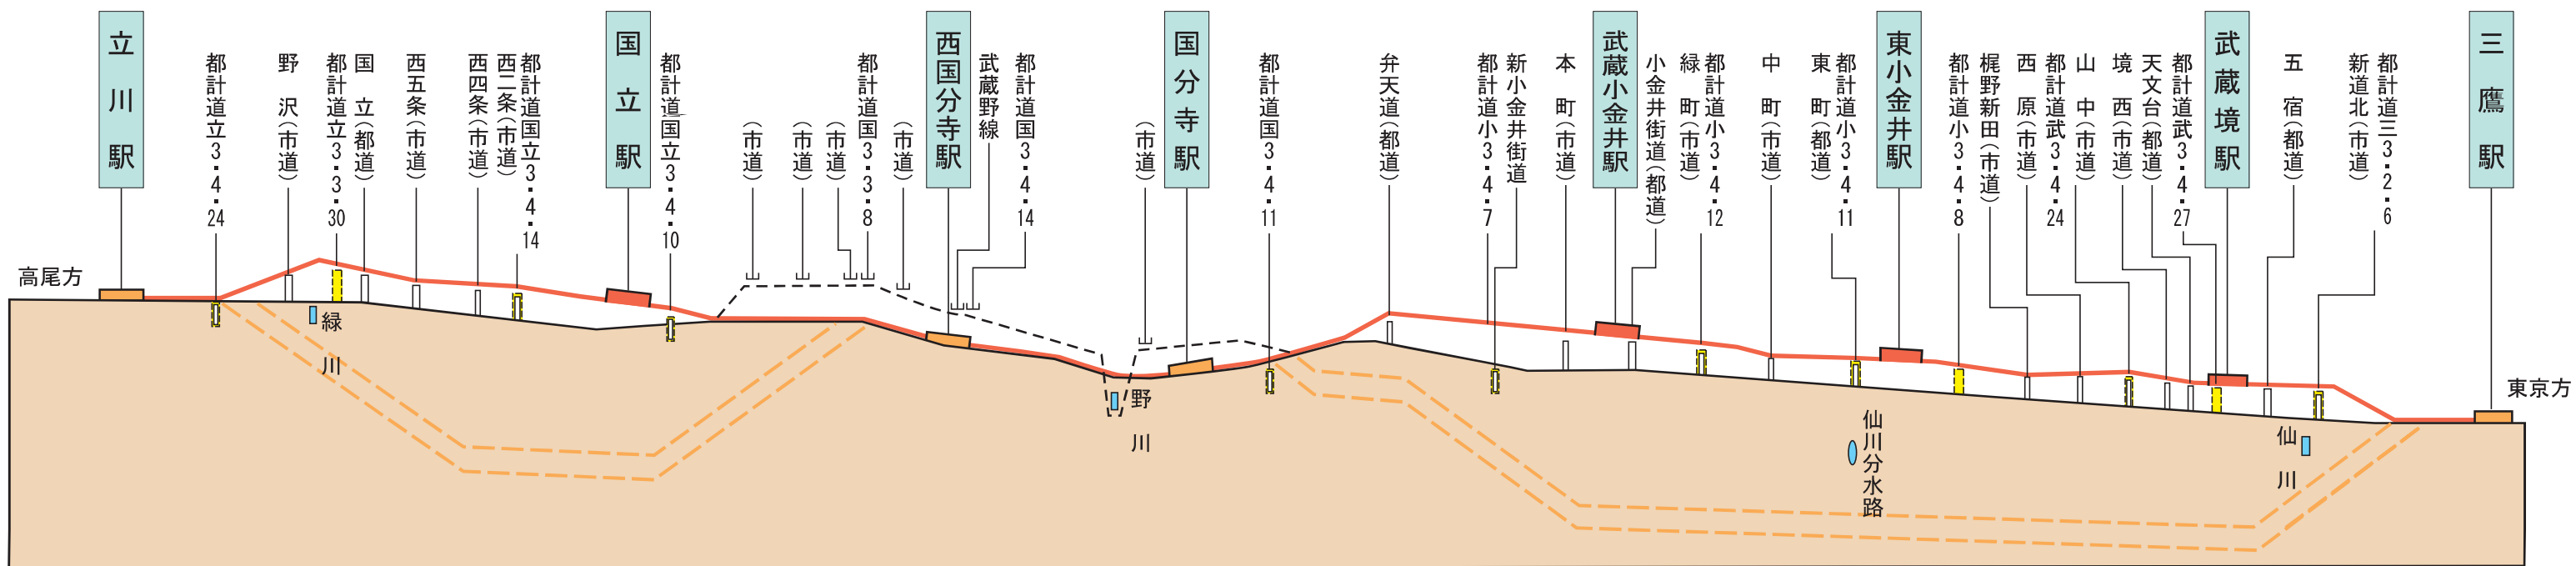 立川駅
都計道立3・4・24
野沢(市道)
都計道立3・3・30
国立(都道)
西五条(市道)
西四条(市道)
西二条(市道)
都計道国立3・4・14
国立駅
都計道国立3・4・10
(市道)
(市道)
(市道)
都計道国3・3・8
(市道)
西国分寺駅
武蔵野線
都計道国3・4・14
(市道)
国分寺駅
都計道国3・4・11
弁天道(都道)
都計道小3・4・7
新小金井街道
本町(市道)
武蔵小金井駅
小金井街道(都道)
緑町(市道)
都計道小3・4・12
中町(市道)
東町(都道)
都計道小3・4・11
東小金井駅
都計道小3・4・8
梶野新田(市道)
西原(市道)
都計道武3・4・24
山中(市道)
境西(市道)
天文台(都道)
都計道武3・4・27
武蔵境駅
五宿(都道)
新道北(市道)
都計道三3・2・6
三鷹駅
高尾方
東京方
緑川
野川
仙川分水路
仙川